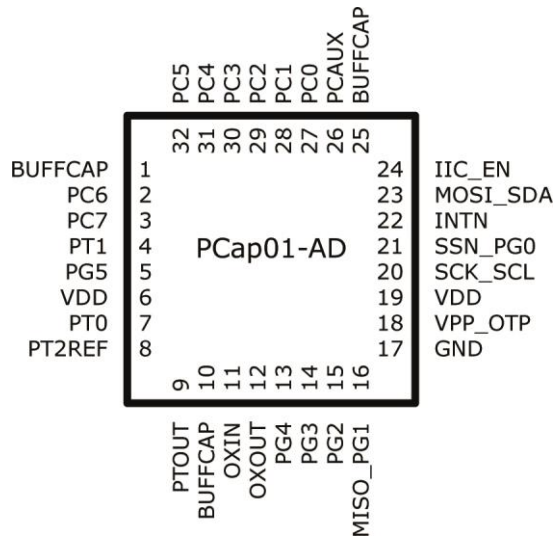 PC5 PC4 PC3 PC2 PC1 PC0 PCAUX BUFFCAP
32 31 30 29 28 27 26 25
BUFFCAP 1 24 IIC_EN
PC6 2 23 MOSI_SDA
PC7 3 22 INTN
PT1 4 PCap01-AD 21 SSN_PG0
PG5 5 20 SCK_SCL
VDD 6 19 VDD
PT0 7 18 VPP_OTP
PT2REF 8 17 GND
9 10 11 12 13 14 15 16
PTOUT BUFFCAP OXIN OXOUT PG4 PG3 PG2 MISO_PG1